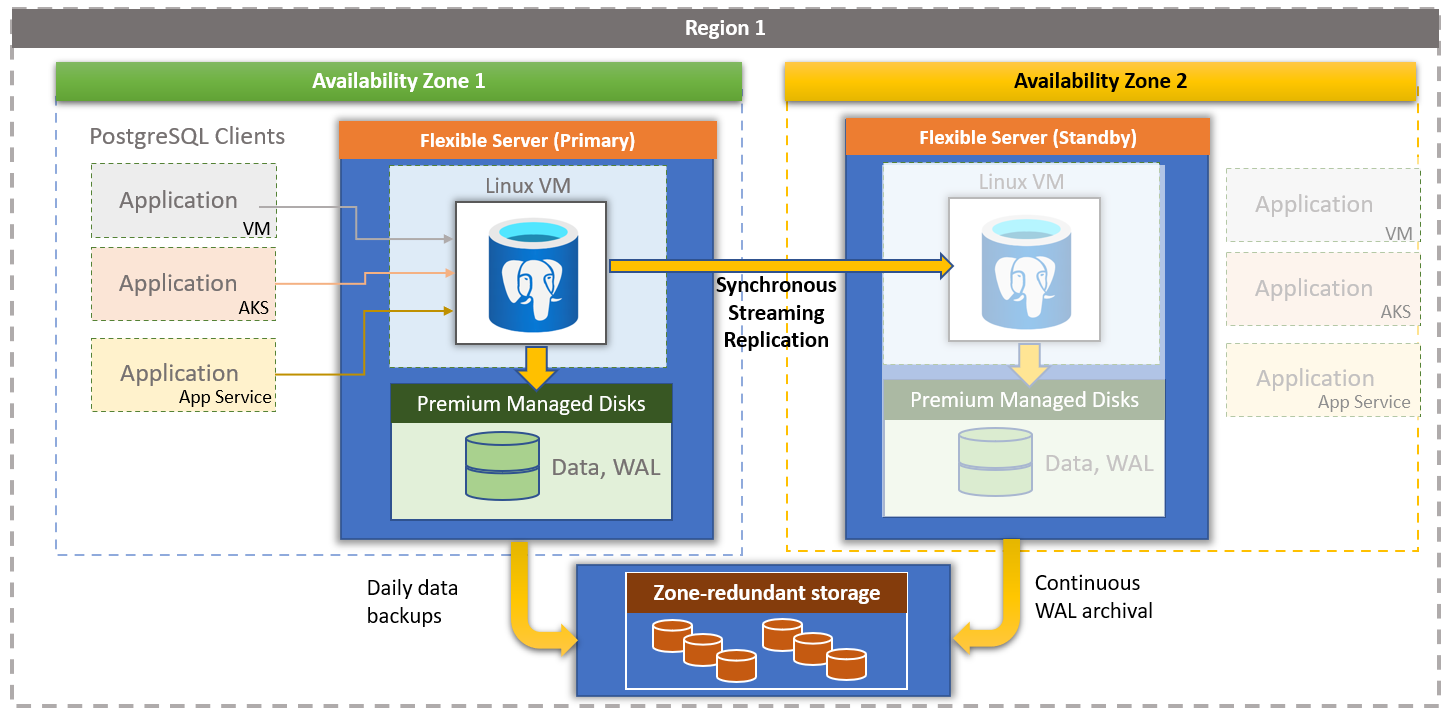 Region 1
Availability Zone 1
PostgreSQL Clients
Application
VM
Application
AKS
Application
App Service
Flexible Server (Primary)
Linux VM
Premium Managed Disks
Data, WAL
Synchronous
Streaming
Replication
Availability Zone 2
Flexible Server (Standby)
Linux VM
Premium Managed Disks
Data, WAL
Application
VM
Application
AKS
Application
App Service
Daily data
backups
Zone-redundant storage
Continuous
WAL archival